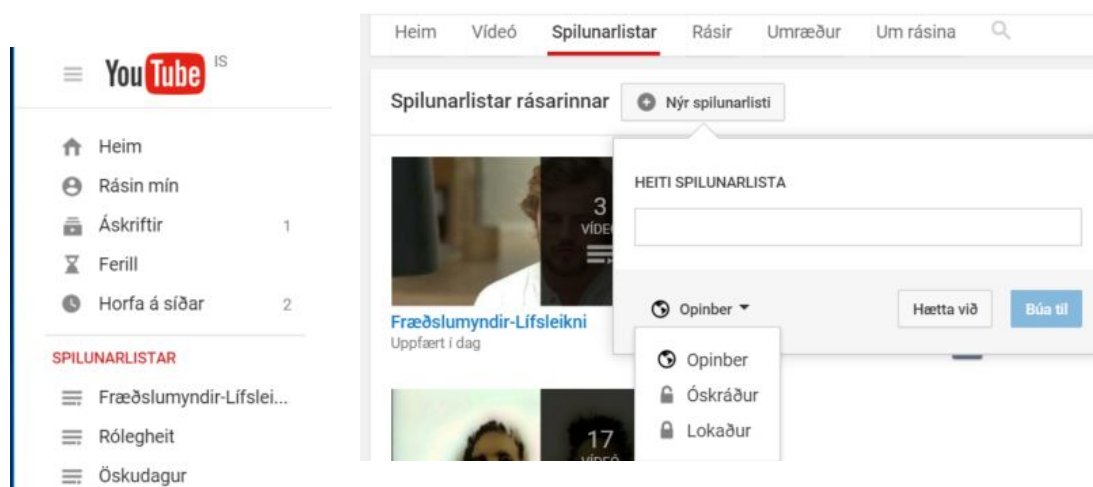 YouTube IS
Heim
Rásin mín
Áskriftir 1
Ferill
Horfa á síðar 2
SPILUNARLISTAR
Fræðslumyndir-Lífslei...
Rólegheit
Öskudagur
Heim Vídeó Spilunarlistar Rásir Umræður Um rásina
Spilunarlistar rásarinnar Nýr spilunarlisti
HEITI SPILUNARLISTA
3
VÍDEÓ
Fræðslumyndir-Lífsleikni
Uppfært í dag
Opinber Hætta við Búa til
Opinber
Óskráður
Lokaður
17
VÍDEÓ